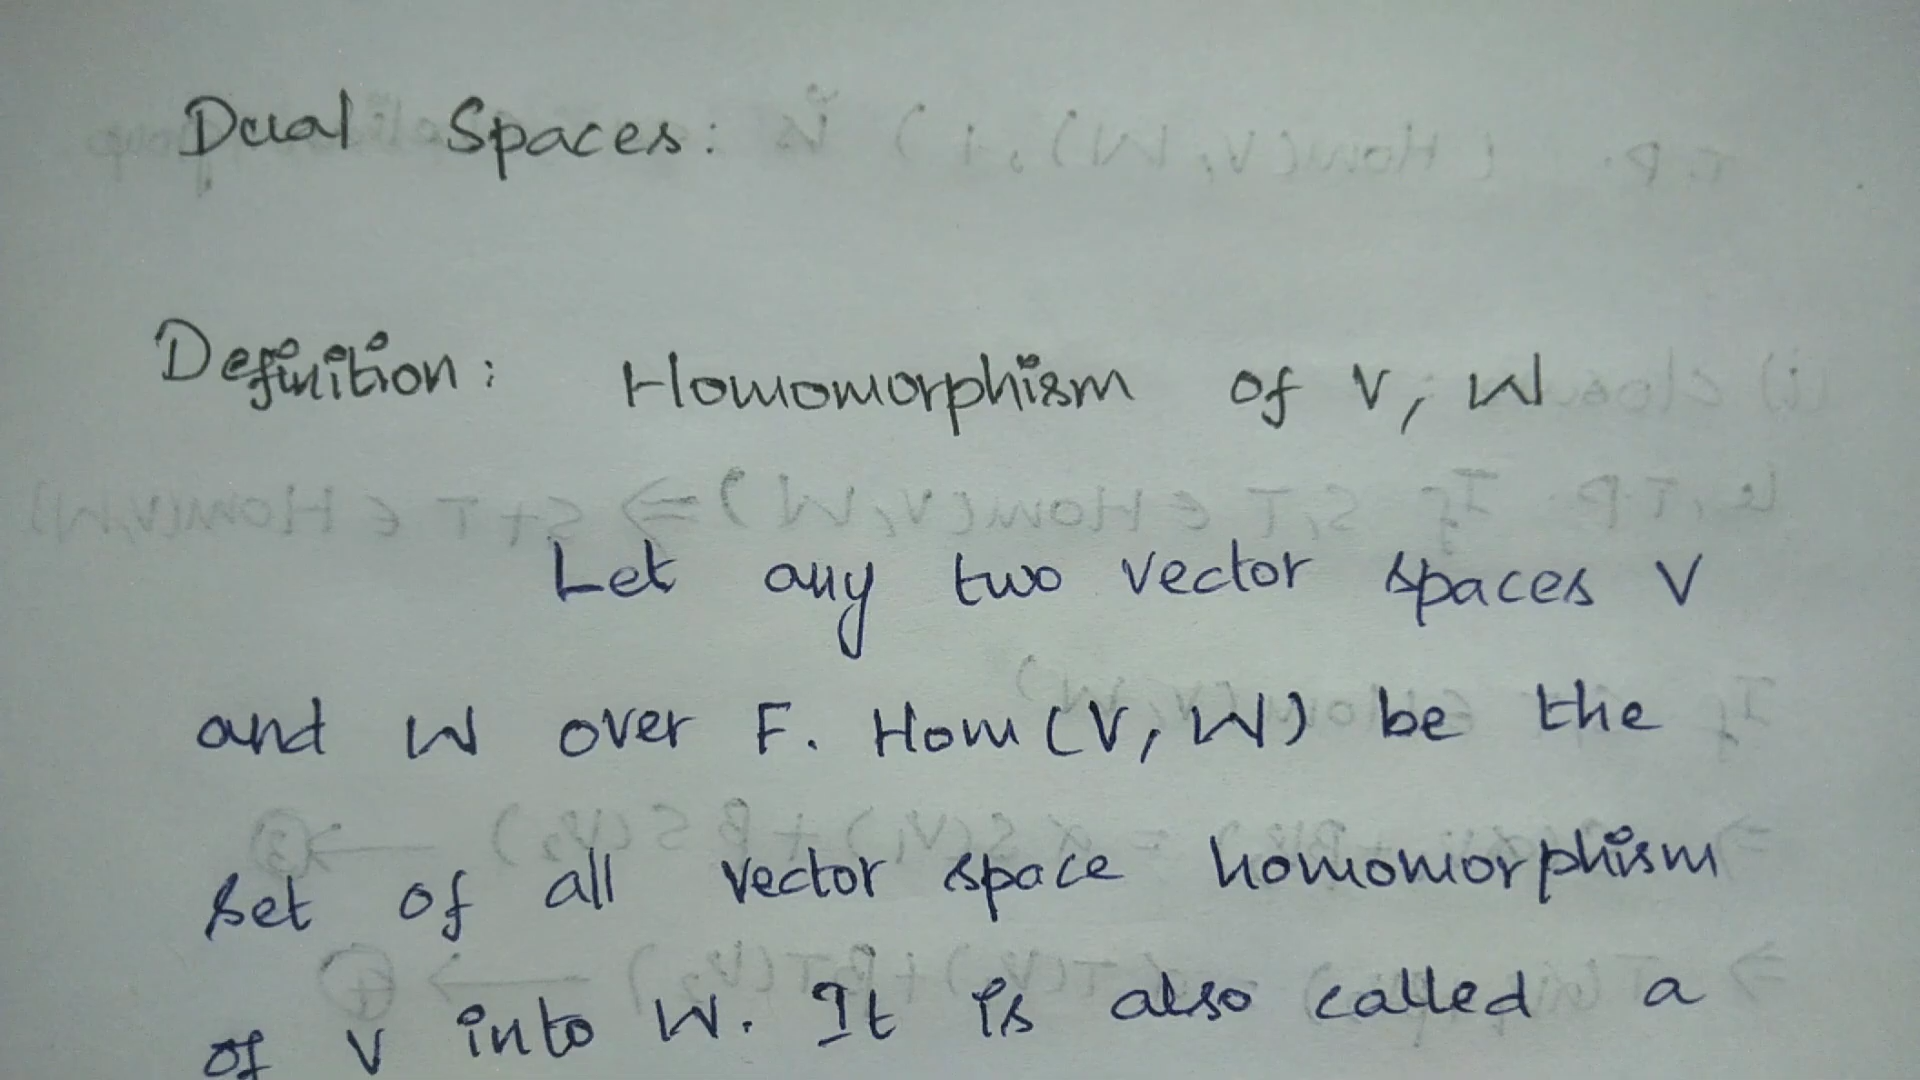 Dual Spaces:
Definition: Homomorphism of V, W
Let any two vector spaces V
and W over F. Hom (V, W) be the
set of all vector space homomorphism
of V into W. It is also called a